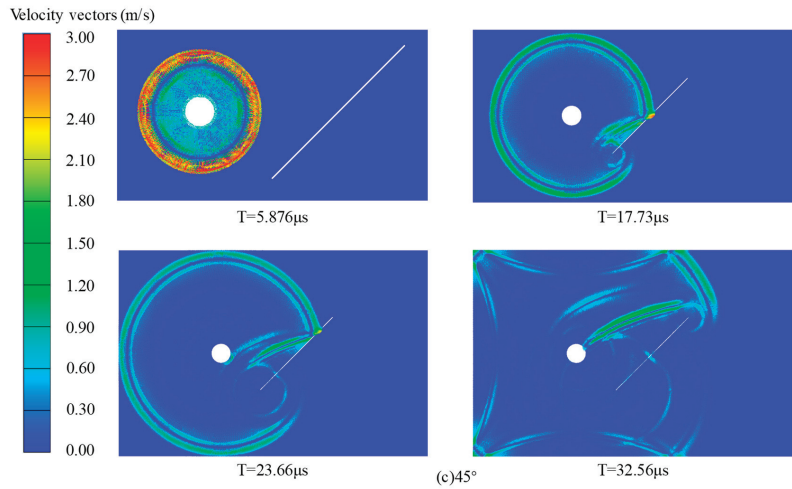 Velocity vectors (m/s)
3.00
2.70
2.40
2.10
1.80
1.50
1.20
0.90
0.60
0.30
0.00
T=5.876μs
T=17.73μs
T=23.66μs
T=32.56μs
(c)45°